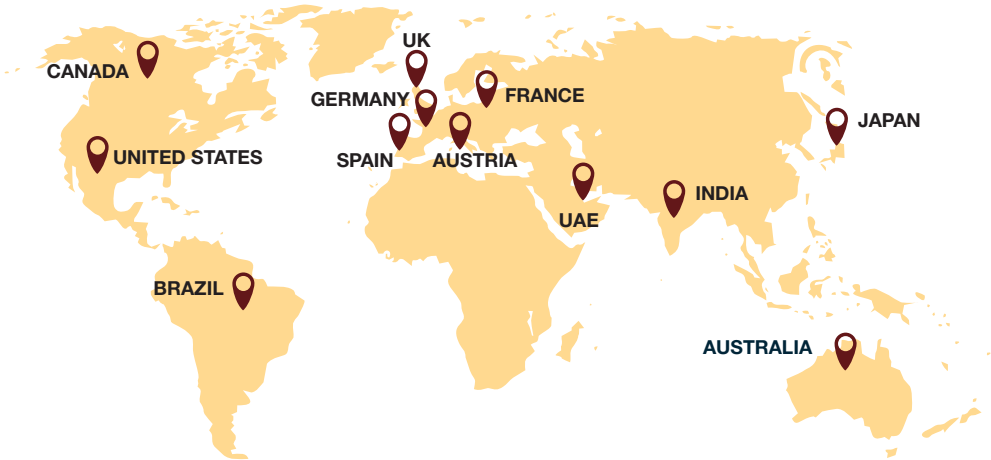 UK
CANADA
GERMANY
FRANCE
JAPAN
UNITED STATES
SPAIN
AUSTRIA
INDIA
UAE
BRAZIL
AUSTRALIA